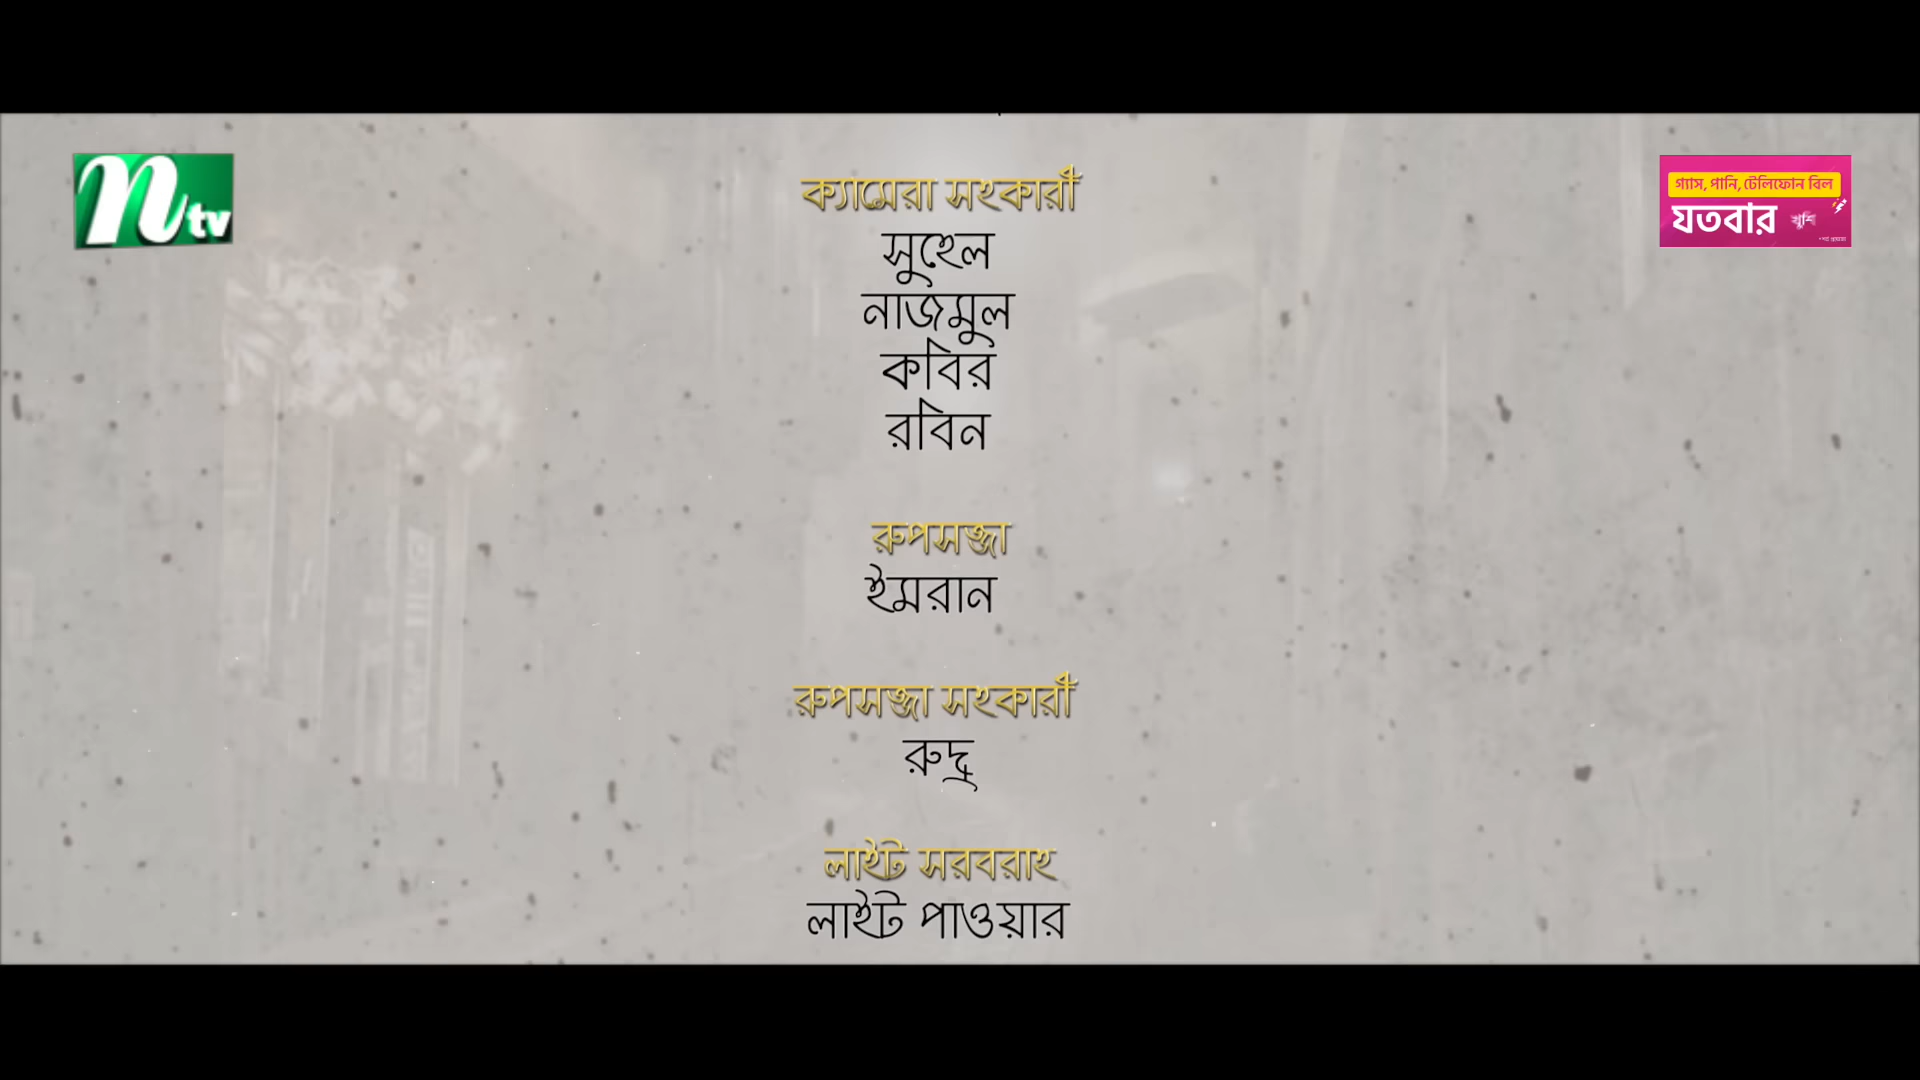 ntv
গ্যাস, পানি, টেলিফোন বিল
যতবার খুশি
ক্যামেরা সহকারী
সুহেল
নাজমুল
কবির
রবিন
রুপসজ্জা
ইমরান
রুপসজ্জা সহকারী
রুদ্র
লাইট সরবরাহ
লাইট পাওয়ার